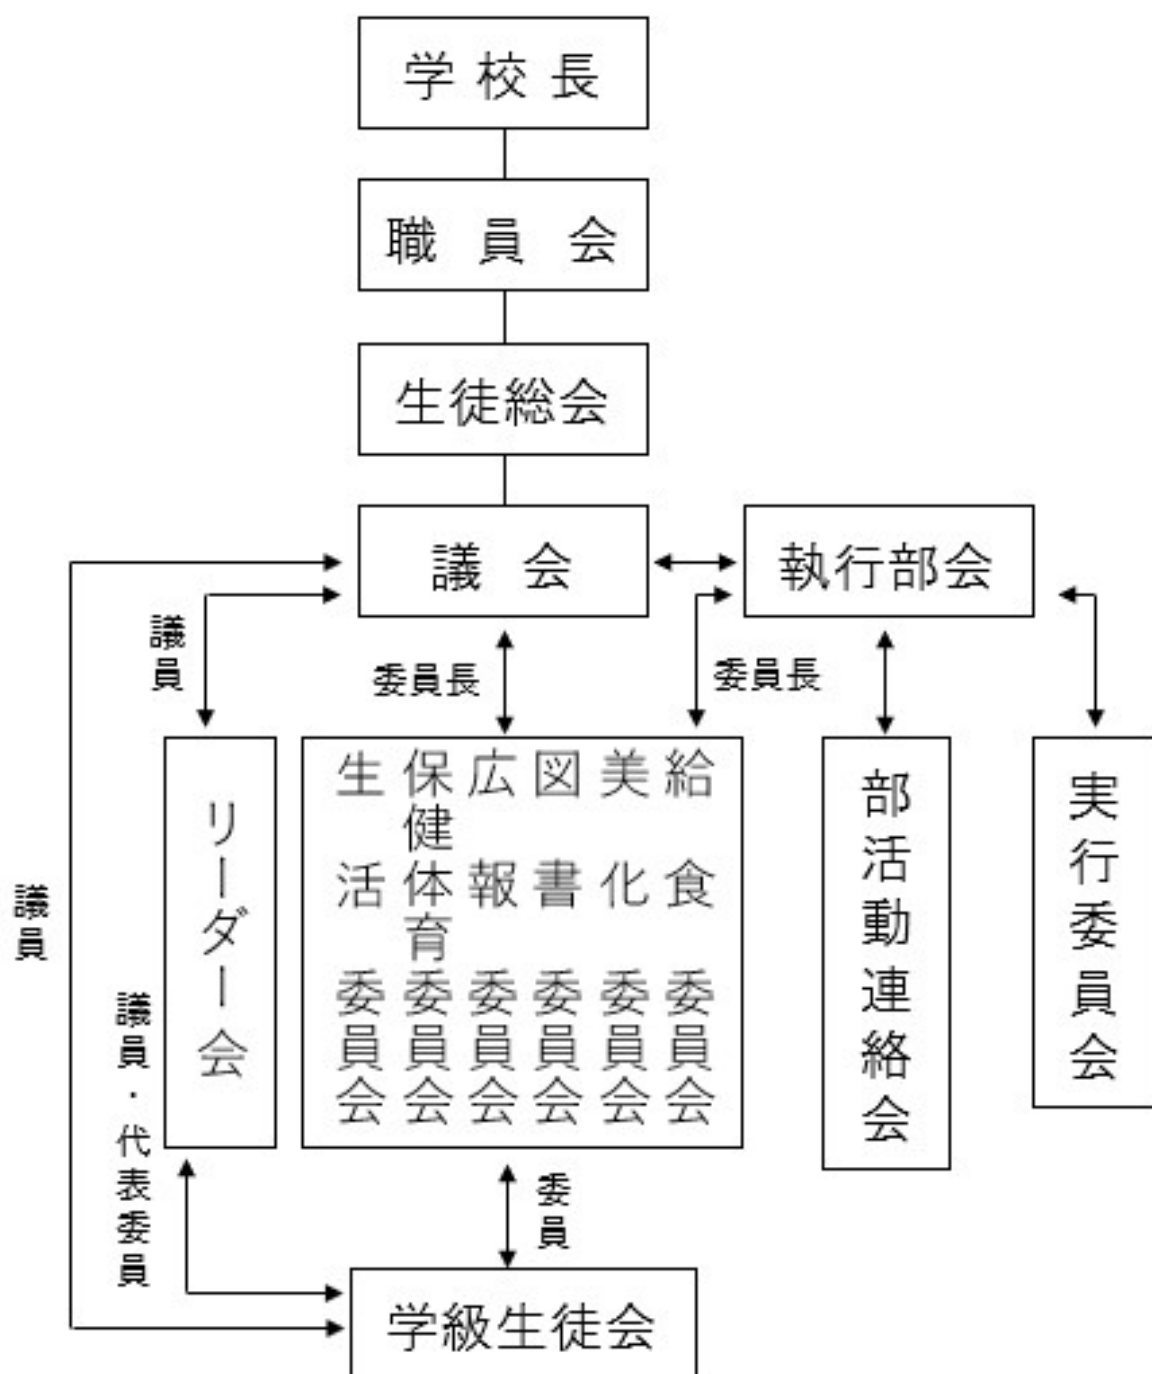 学校長
職員会
生徒総会
議会
執行部会
議員
委員長
委員長
議員
議員・代表委員
リーダー会
生活委員会
保健体育委員会
広報委員会
図書委員会
美化委員会
給食委員会
部活動連絡会
実行委員会
委員
学級生徒会